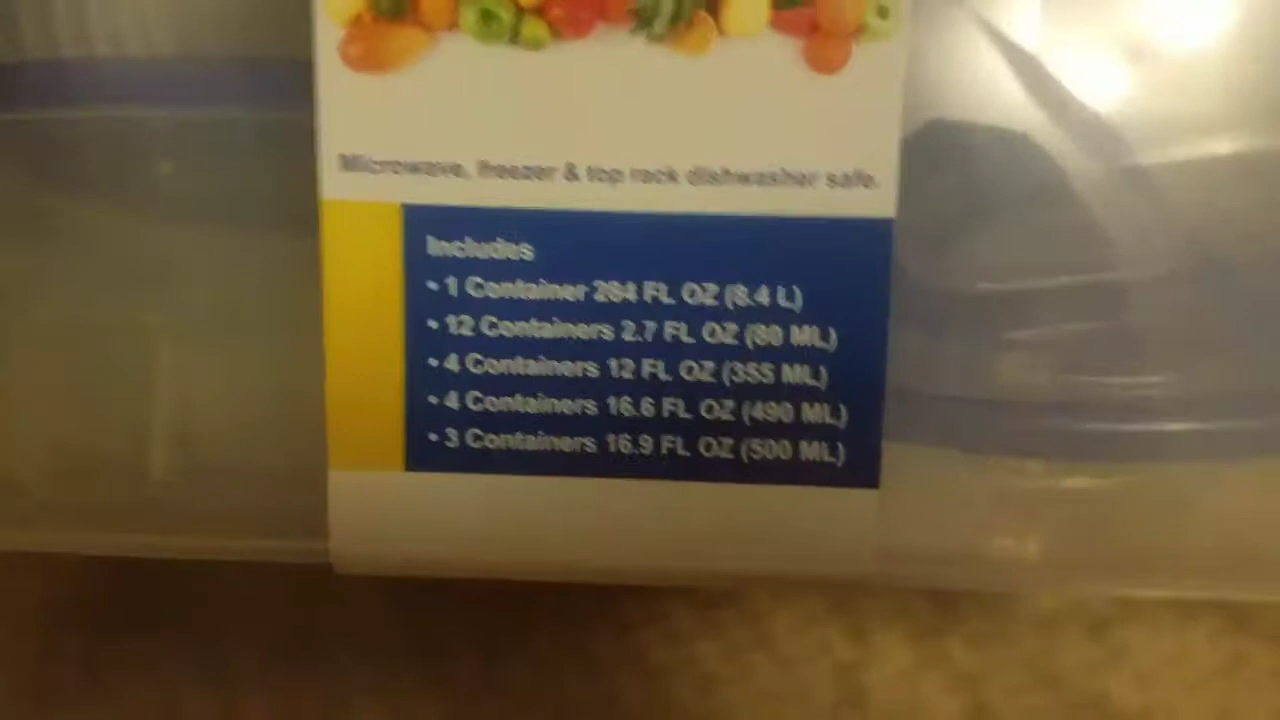 Microwave, freezer & top rack dishwasher safe.
Includes
• 1 Container 284 FL OZ (8.4 L)
• 12 Containers 2.7 FL OZ (80 ML)
• 4 Containers 12 FL OZ (355 ML)
• 4 Containers 16.6 FL OZ (490 ML)
• 3 Containers 16.9 FL OZ (500 ML)